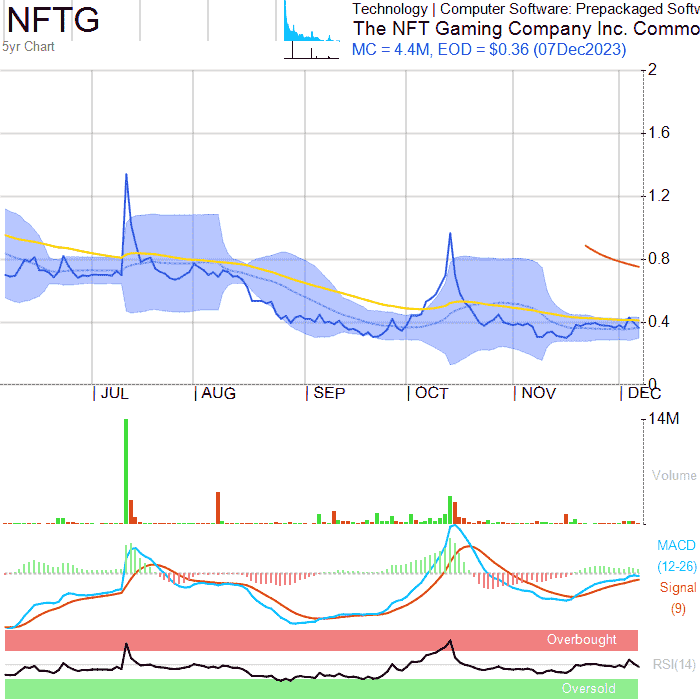 NFTG
5yr Chart
Technology | Computer Software: Prepackaged Softw
The NFT Gaming Company Inc. Commo
MC = 4.4M, EOD = $0.36 (07Dec2023)
2
1.6
1.2
0.8
0.4
0
JUL AUG SEP OCT NOV DEC
14M
Volume
MACD
(12-26)
Signal
(9)
Overbought
RSI(14)
Oversold